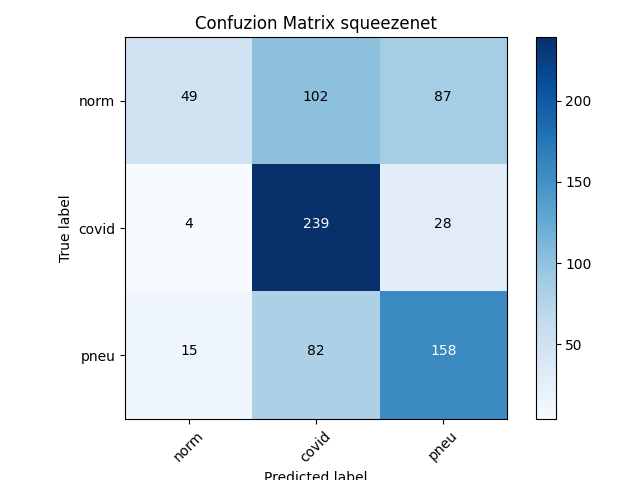 Confuzion Matrix squeezenet
True label
norm 49 102 87
covid 4 239 28
pneu 15 82 158
norm covid pneu
Predicted label
200
150
100
50